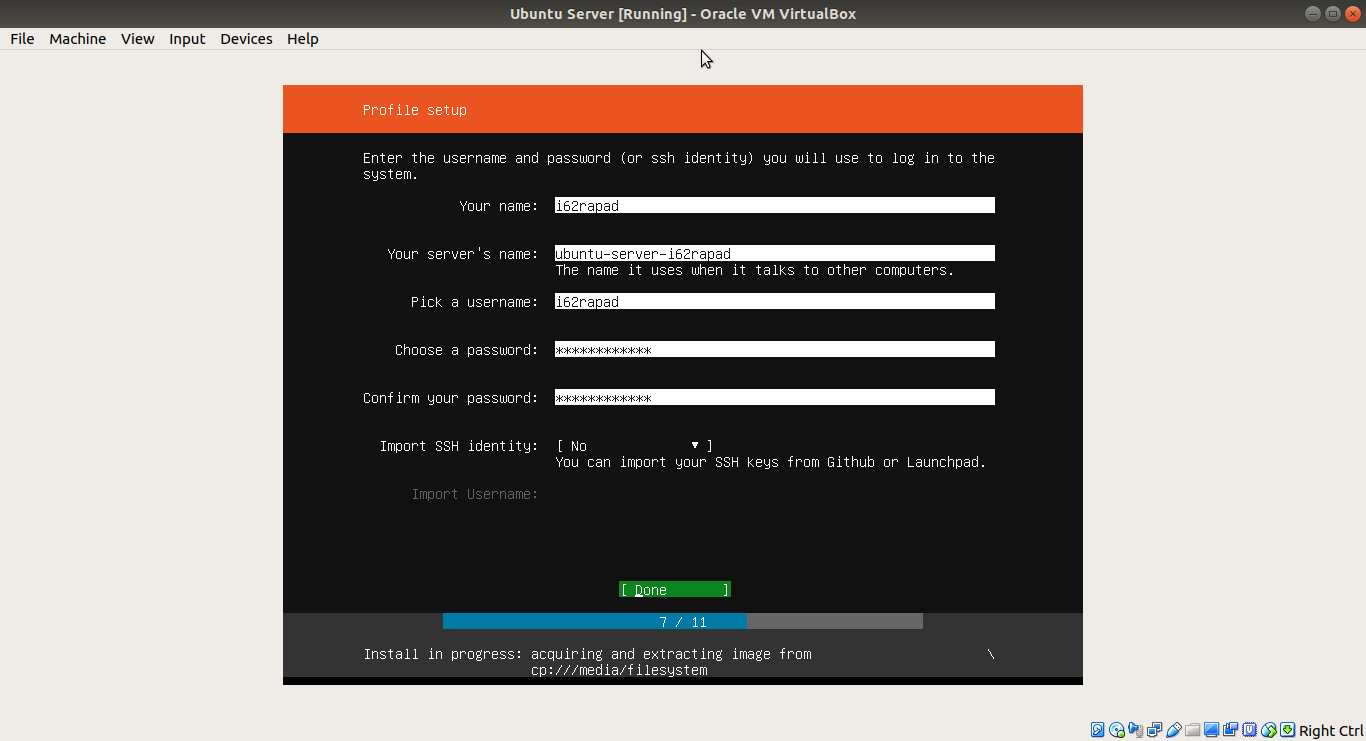 Ubuntu Server [Running] - Oracle VM VirtualBox
File Machine View Input Devices Help
Profile setup
Enter the username and password (or ssh identity) you will use to log in to the
system.
Your name: i62rapad
Your server's name: ubuntu-server-i62rapad
The name it uses when it talks to other computers.
Pick a username: i62rapad
Choose a password: ************
Confirm your password: ************
Import SSH identity: [ No ▾ ]
You can import your SSH keys from Github or Launchpad.
Import Username:
[ Done ]
7 / 11
Install in progress: acquiring and extracting image from \
cp:///media/filesystem
Right Ctrl